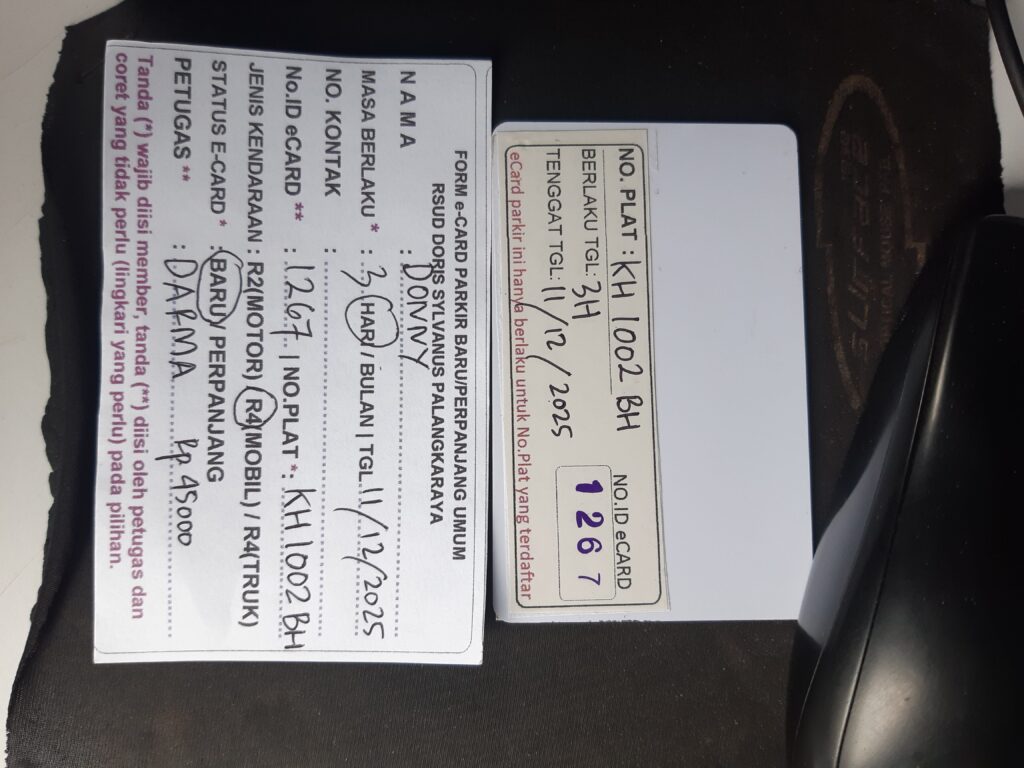 NO. PLAT : KH 1002 BH
BERLAKU TGL: 3H
TENGGAT TGL: 11/12/2025
NO.ID eCARD
1267
eCard parkir ini hanya berlaku untuk No.Plat yang terdaftar
FORM e-CARD PARKIR BARU/PERPANJANG UMUM
RSUD DORIS SYLVANUS PALANGKARAYA
N A M A : DONNY
MASA BERLAKU * : 3 HARI / BULAN | TGL 11/12/2025
NO. KONTAK :
No.ID eCARD ** : 1267 | NO.PLAT *: KH 1002 BH
JENIS KENDARAAN : R2(MOTOR) R4(MOBIL) / R4(TRUK)
STATUS E-CARD * : BARU/ PERPANJANG
PETUGAS ** : DARMA Rp 45000
Tanda (*) wajib diisi member, tanda (**) diisi oleh petugas dan
coret yang tidak perlu (lingkari yang perlu) pada pilihan.